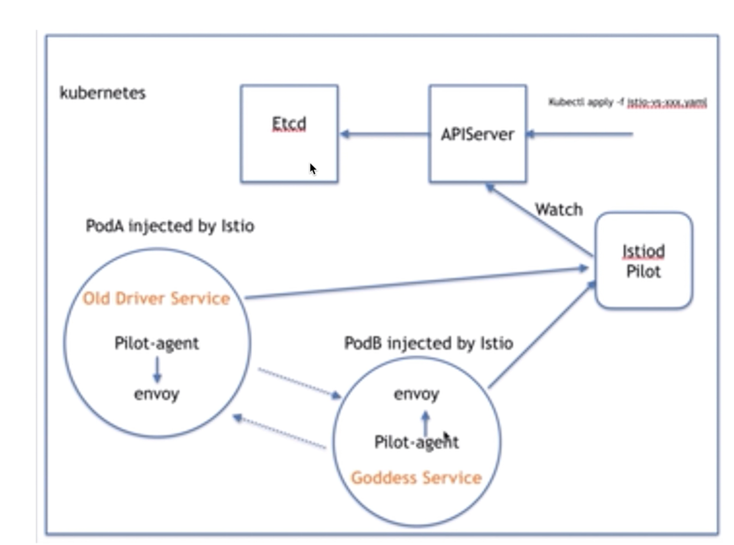 kubernetes
Etcd
APIServer
Kubectl apply -f istio-vs-xxx.yaml
Watch
PodA injected by Istio
Istiod
Pilot
Old Driver Service
Pilot-agent
envoy
PodB injected by Istio
envoy
Pilot-agent
Goddess Service